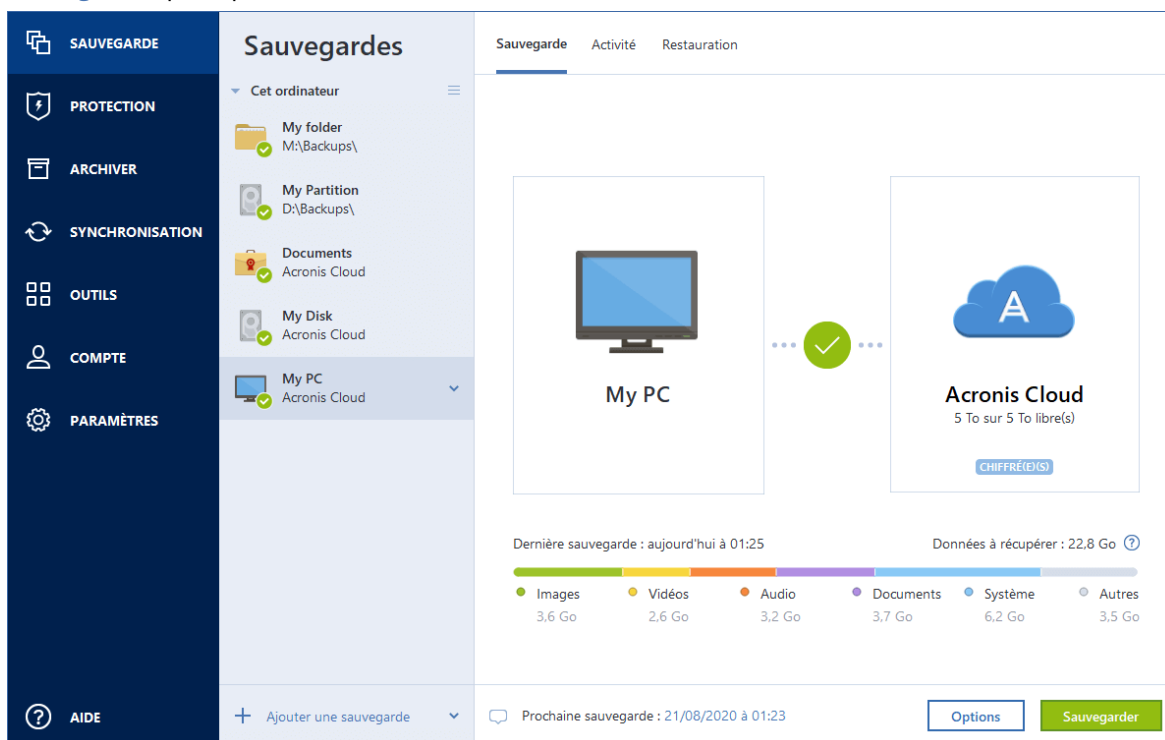 SAUVEGARDE
PROTECTION
ARCHIVER
SYNCHRONISATION
OUTILS
COMPTE
PARAMÈTRES
AIDE
Sauvegardes
Cet ordinateur
My folder
M:\Backups\
My Partition
D:\Backups\
Documents
Acronis Cloud
My Disk
Acronis Cloud
My PC
Acronis Cloud
Ajouter une sauvegarde
Sauvegarde Activité Restauration
My PC
A
Acronis Cloud
5 To sur 5 To libre(s)
CHIFFRÉ(E)(S)
Dernière sauvegarde : aujourd'hui à 01:25
Données à récupérer : 22,8 Go ?
Images Vidéos Audio Documents Système Autres
3,6 Go 2,6 Go 3,2 Go 3,7 Go 6,2 Go 3,5 Go
Prochaine sauvegarde : 21/08/2020 à 01:23
Options
Sauvegarder